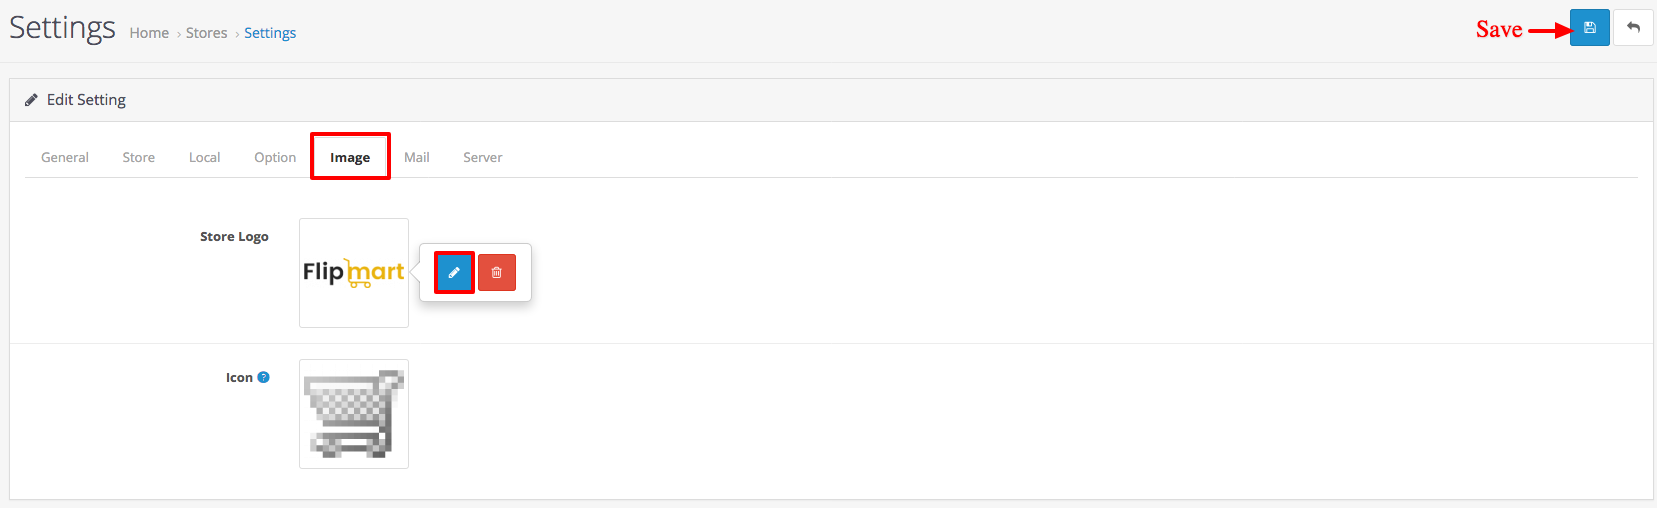 Settings Home › Stores › Settings
Save
Edit Setting
General Store Local Option Image Mail Server
Store Logo
Flipmart
Icon ?